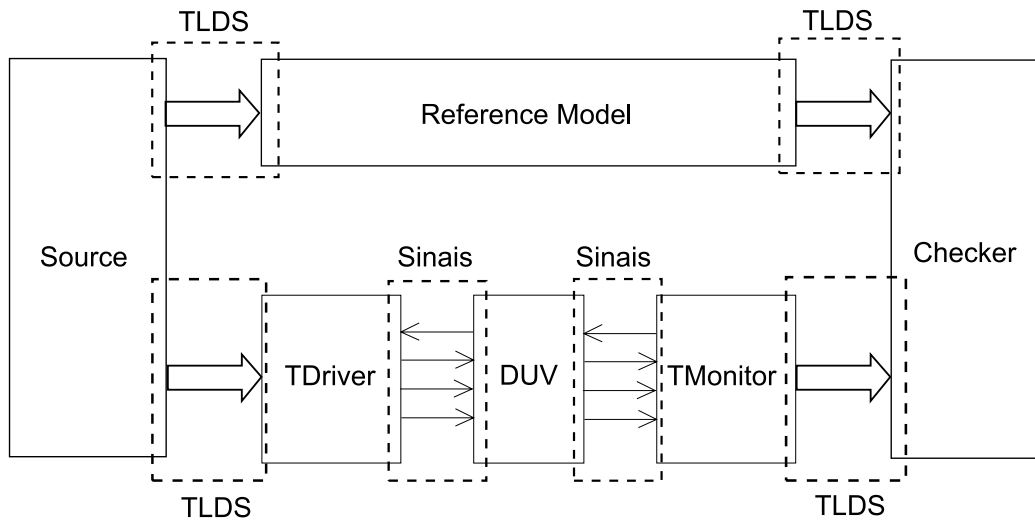 TLDS
TLDS
Reference Model
Source
Sinais
Sinais
Checker
TDriver
DUV
TMonitor
TLDS
TLDS